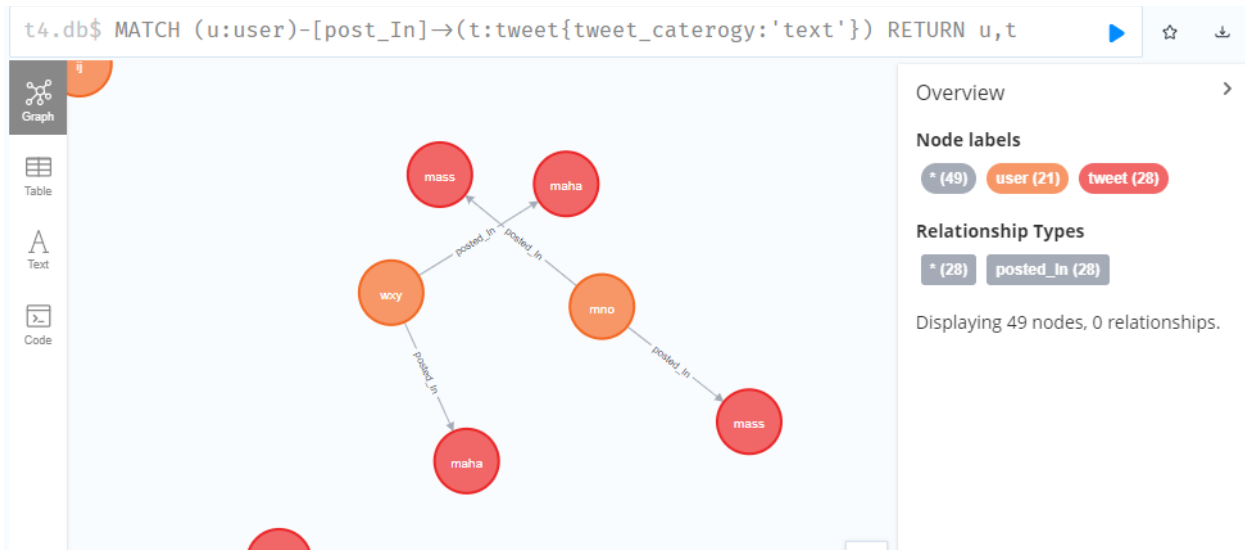 t4.db$ MATCH (u:user)-[post_In]→(t:tweet{tweet_caterogy:'text'}) RETURN u,t
Graph
Table
A
Text
Code
ij
mass
maha
posted_In
posted_In
wxy
mno
posted_In
posted_In
mass
maha
Overview
Node labels
* (49) user (21) tweet (28)
Relationship Types
* (28) posted_In (28)
Displaying 49 nodes, 0 relationships.